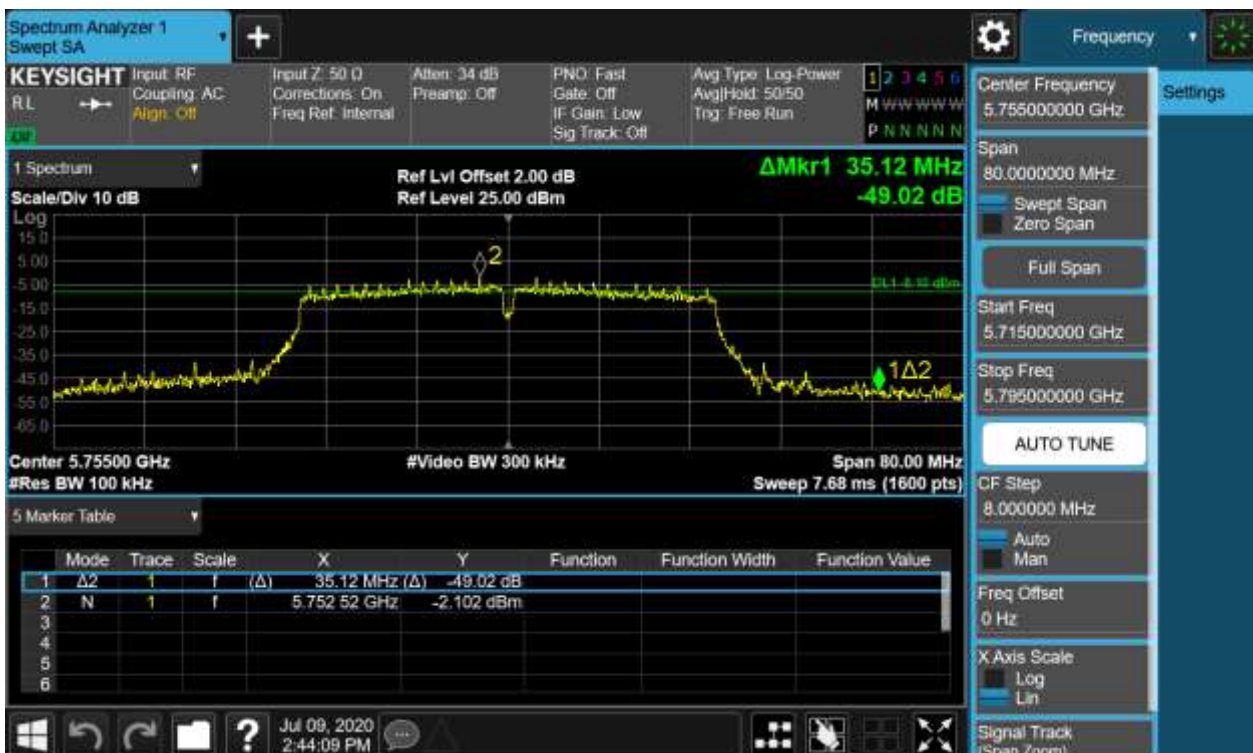 Spectrum Analyzer 1
Swept SA
Frequency
KEYSIGHT
RL
Input: RF
Coupling: AC
Align: Off
Input Z: 50 Ω
Corrections: On
Freq Ref: Internal
Atten: 34 dB
Preamp: Off
PNO: Fast
Gate: Off
IF Gain: Low
Sig Track: Off
Avg Type: Log-Power
Avg|Hold: 50/50
Trig: Free Run
1 2 3 4 5 6
M W W W W W
P N N N N N
Settings
Center Frequency
5.755000000 GHz
Span
80.0000000 MHz
Swept Span
Zero Span
Full Span
Start Freq
5.715000000 GHz
Stop Freq
5.795000000 GHz
AUTO TUNE
CF Step
8.000000 MHz
Auto
Man
Freq Offset
0 Hz
X Axis Scale
Log
Lin
Signal Track
(Span Zoom)
1 Spectrum
Scale/Div 10 dB
Ref Lvl Offset 2.00 dB
Ref Level 25.00 dBm
ΔMkr1 35.12 MHz
-49.02 dB
Log
15.0
5.00
-5.00
-15.0
-25.0
-35.0
-45.0
-55.0
-65.0
2
1Δ2
Center 5.75500 GHz
#Res BW 100 kHz
#Video BW 300 kHz
Span 80.00 MHz
Sweep 7.68 ms (1600 pts)
5 Marker Table
Mode Trace Scale X Y Function Function Width Function Value
1 Δ2 1 f (Δ) 35.12 MHz (Δ) -49.02 dB
2 N 1 f 5.752 52 GHz -2.102 dBm
3
4
5
6
Jul 09, 2020
2:44:09 PM